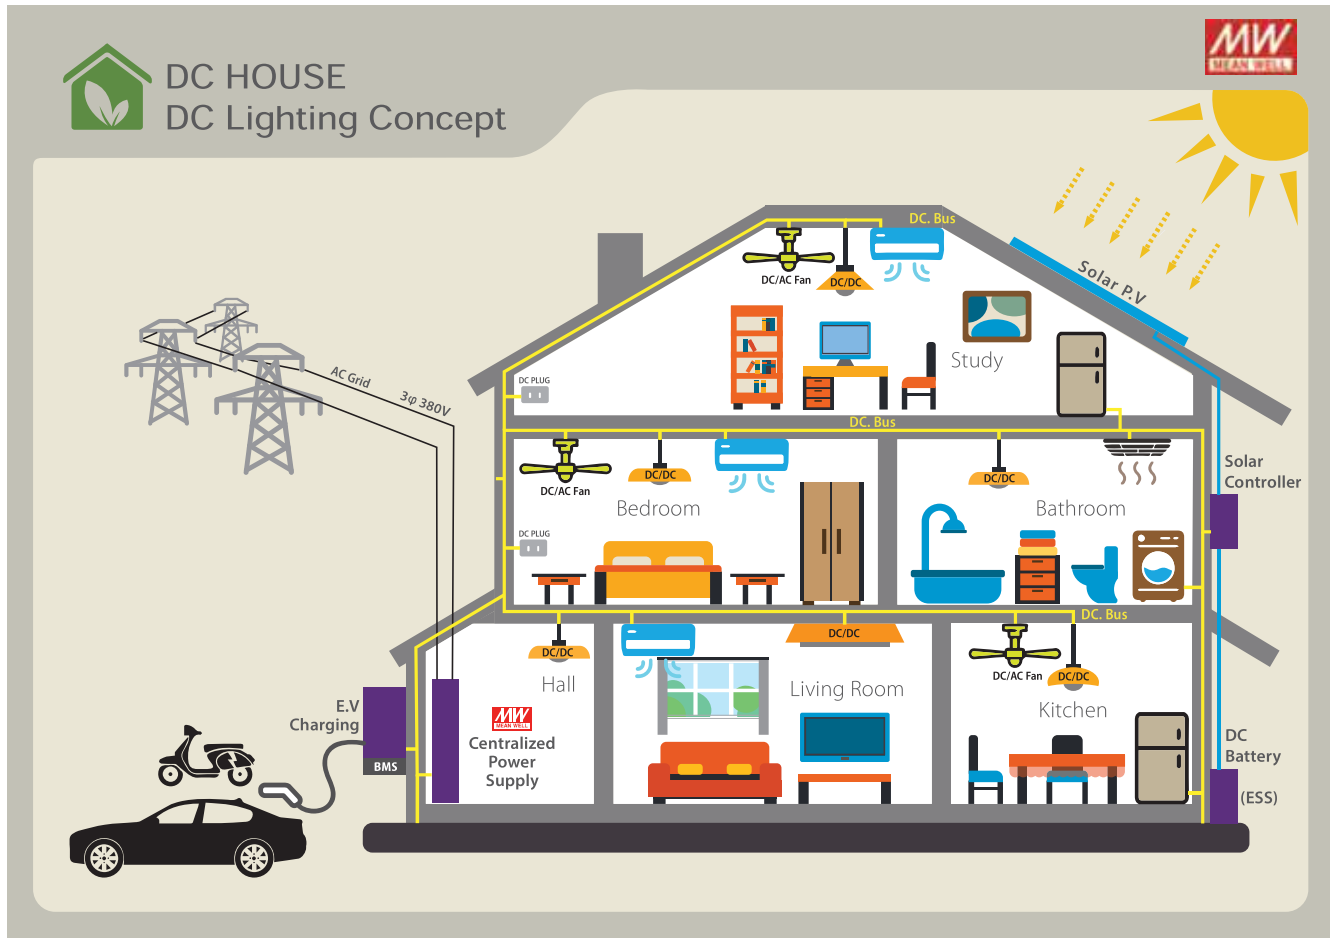 DC HOUSE
DC Lighting Concept
MW
MEAN WELL
DC. Bus
DC/AC Fan
DC/DC
Solar P.V
Study
DC PLUG
AC Grid
3φ 380V
DC. Bus
DC/AC Fan
DC/DC
DC/DC
Bedroom
Bathroom
DC PLUG
Solar
Controller
DC. Bus
DC/DC
DC/DC
DC/AC Fan
DC/DC
Hall
Living Room
Kitchen
E.V
Charging
BMS
MW
MEAN WELL
Centralized
Power
Supply
DC
Battery
(ESS)